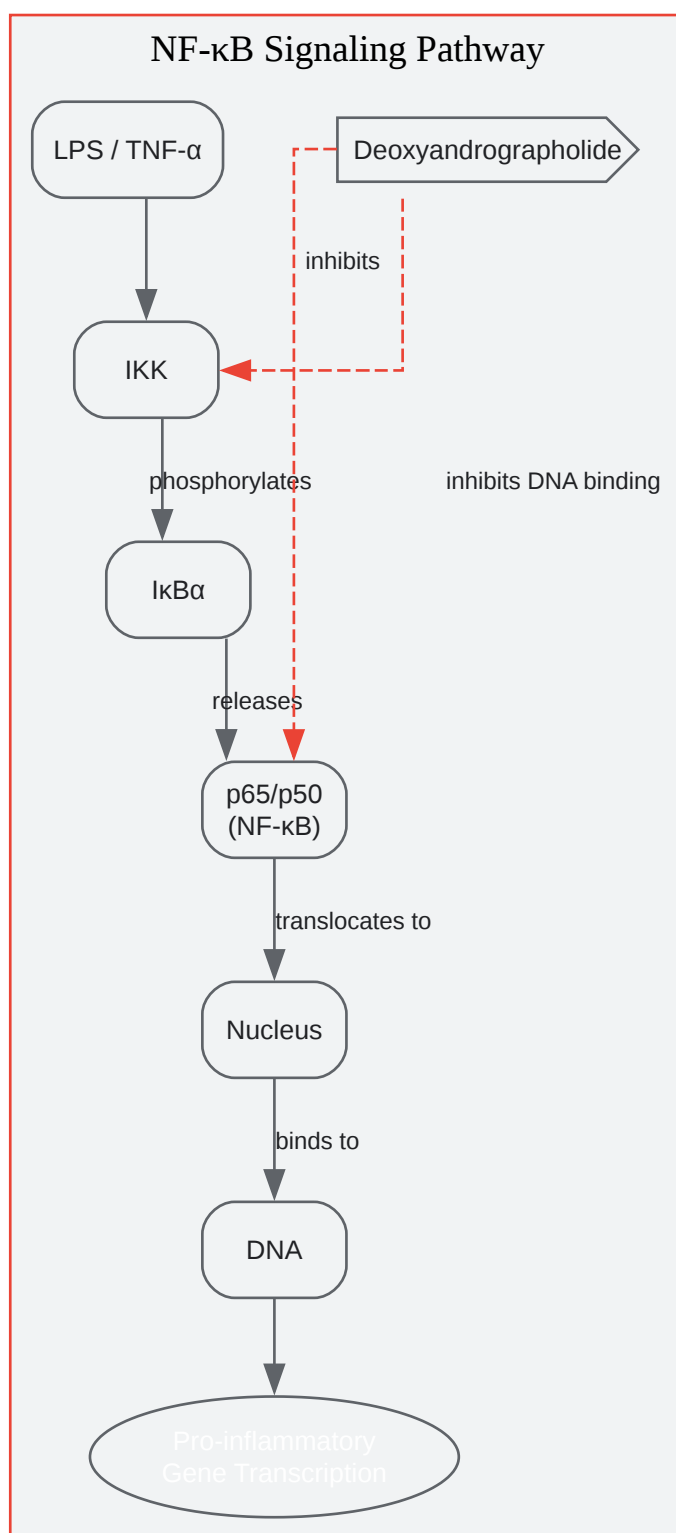 NF-κB Signaling Pathway
LPS / TNF-α
Deoxyandrographolide
inhibits
IKK
phosphorylates
inhibits DNA binding
IκBα
releases
p65/p50
(NF-κB)
translocates to
Nucleus
binds to
DNA
Pro-inflammatory
Gene Transcription